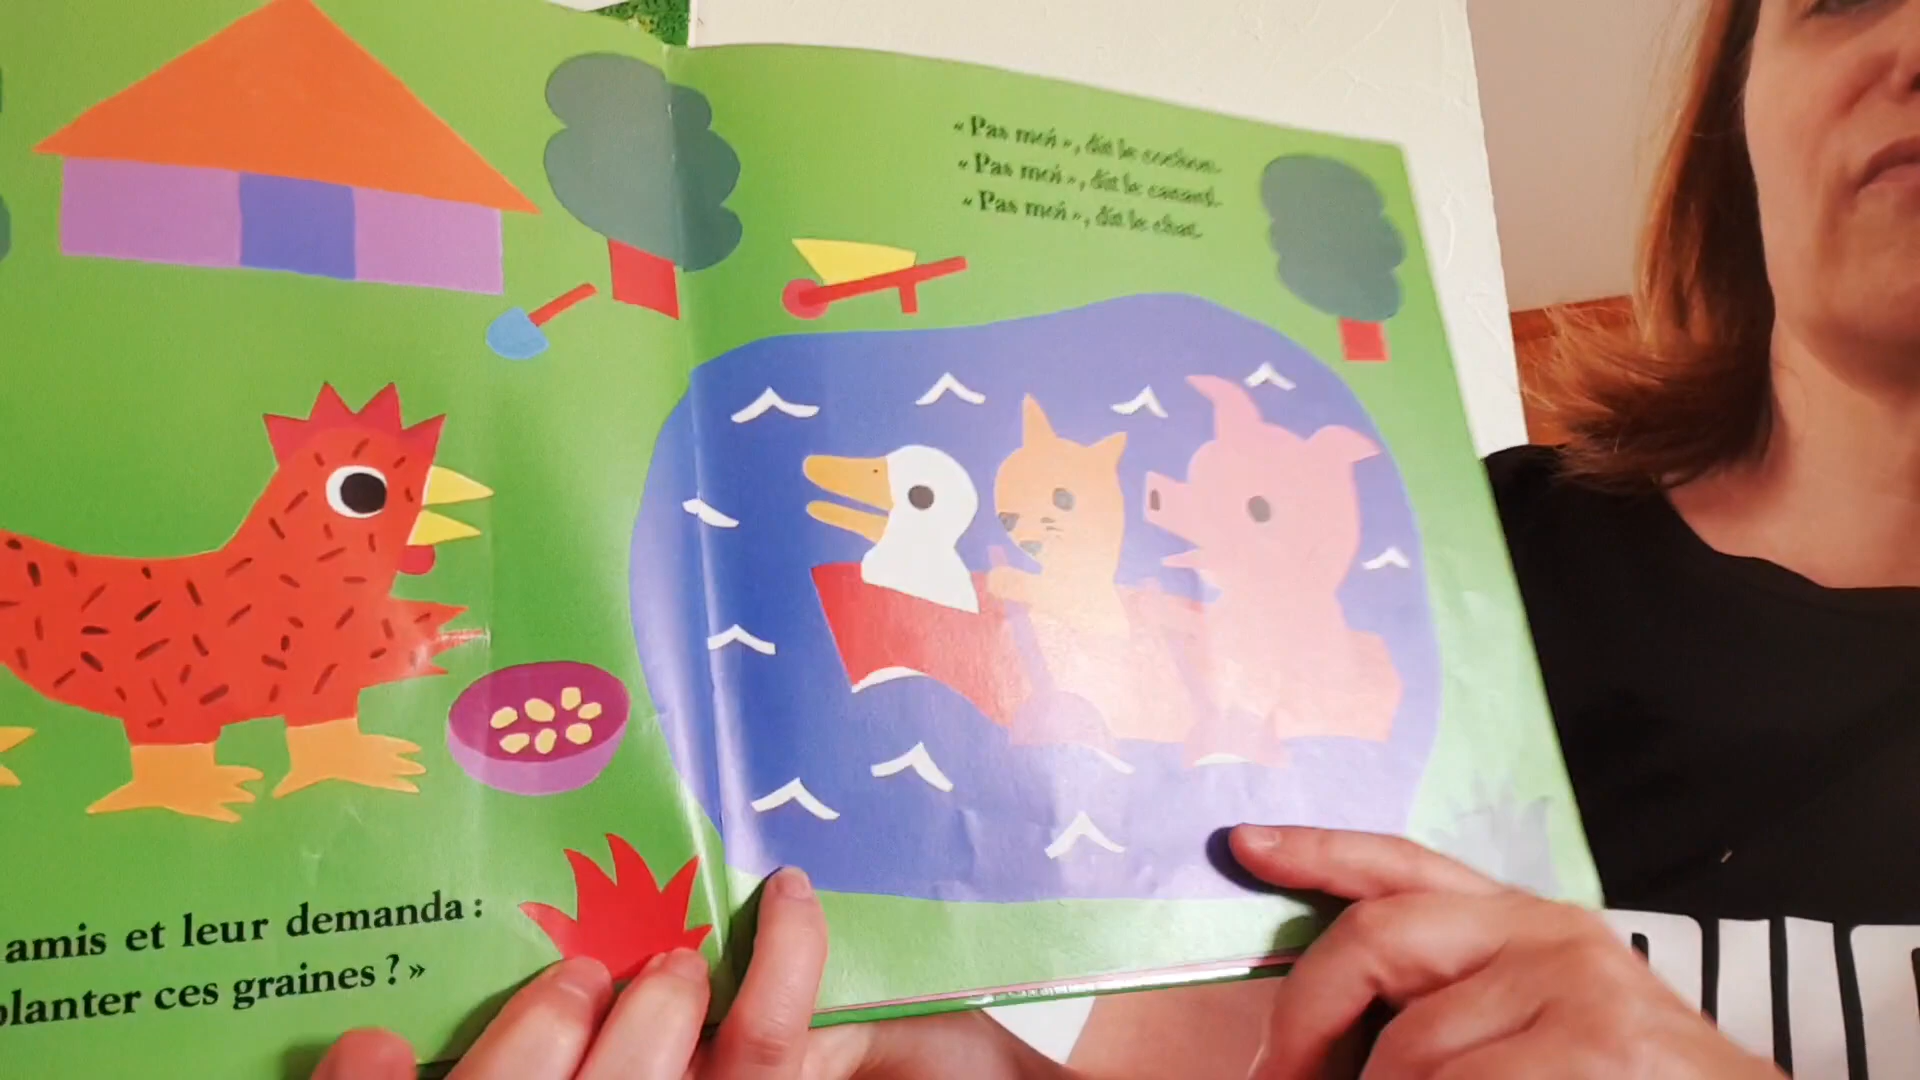 amis et leur demanda :
planter ces graines ? »
« Pas moi », dit le cochon.
« Pas moi », dit le canard.
« Pas moi », dit le chat.